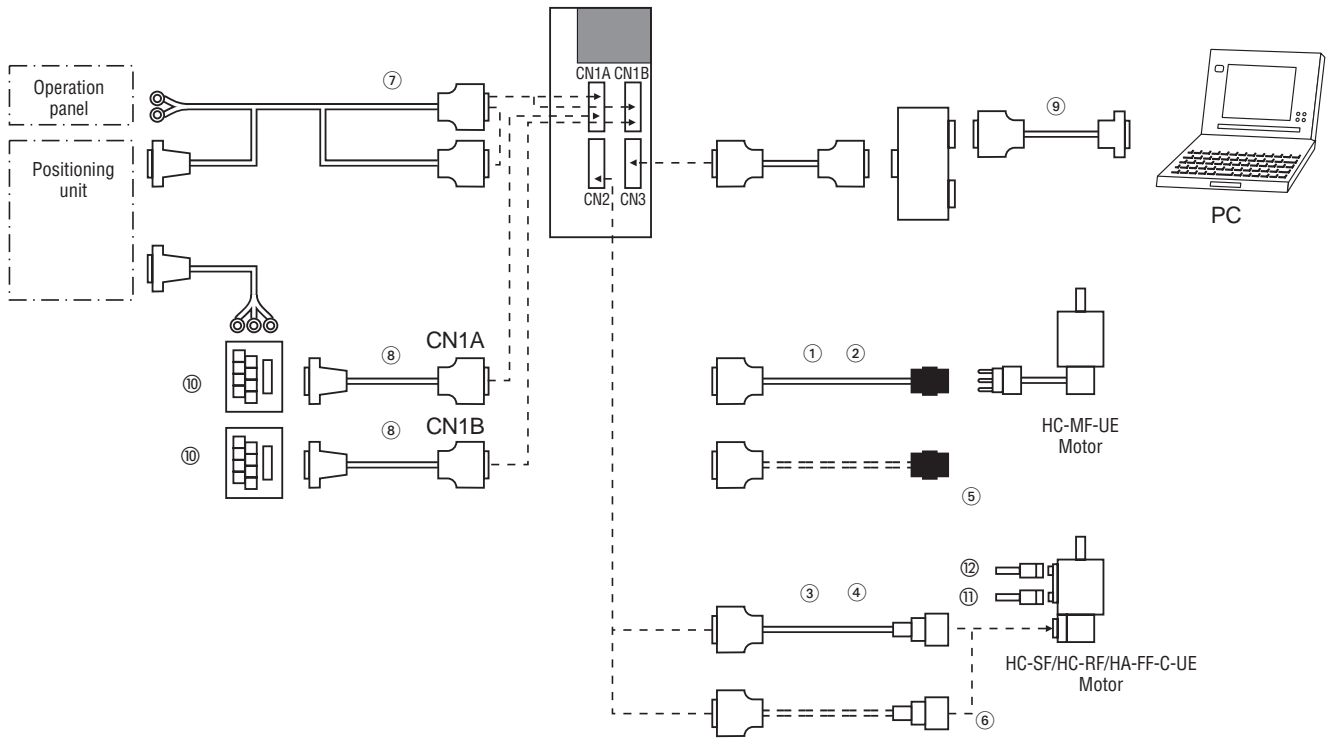 Operation
panel
⑦
CN1A CN1B
⑨
Positioning
unit
CN2 CN3
PC
CN1A
⑧
⑩
① ②
HC-MF-UE
Motor
CN1B
⑧
⑩
⑤
⑫
③ ④
⑪
HC-SF/HC-RF/HA-FF-C-UE
Motor
⑥